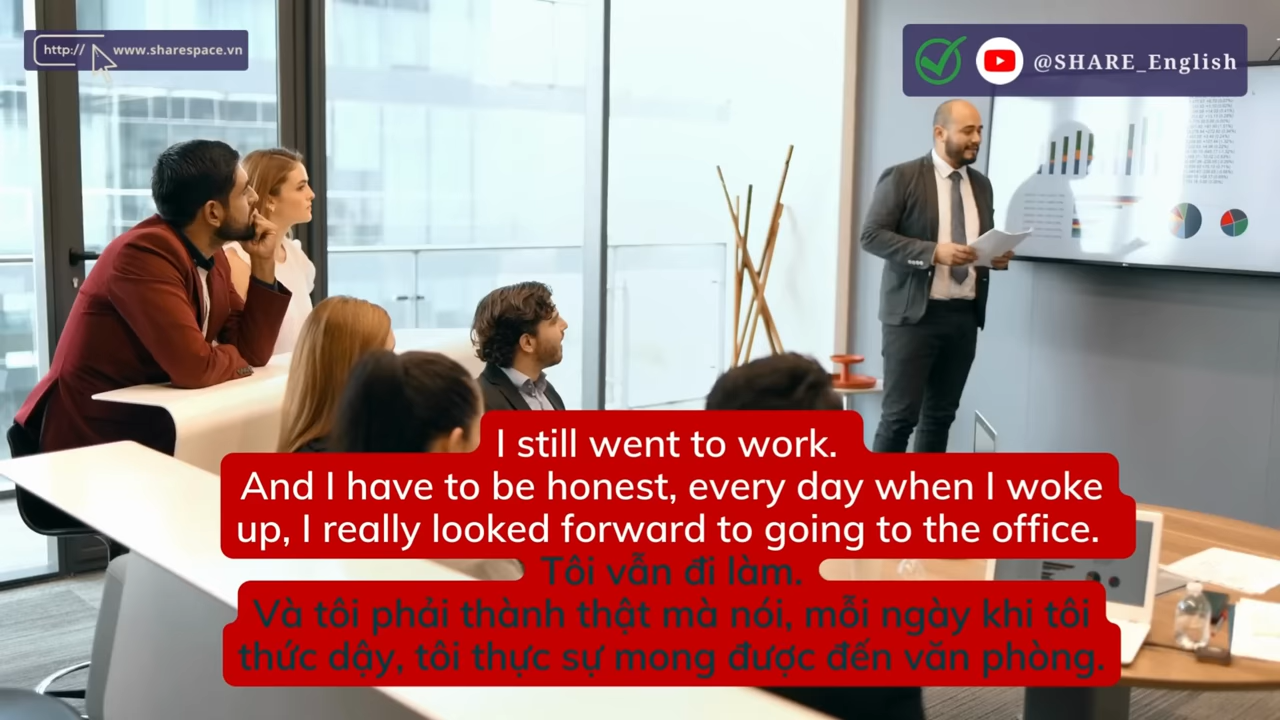 http://
www.sharespace.vn
@SHARE_English
I still went to work.
And I have to be honest, every day when I woke
up, I really looked forward to going to the office.
Tôi vẫn đi làm.
Và tôi phải thành thật mà nói, mỗi ngày khi tôi
thức dậy, tôi thực sự mong được đến văn phòng.